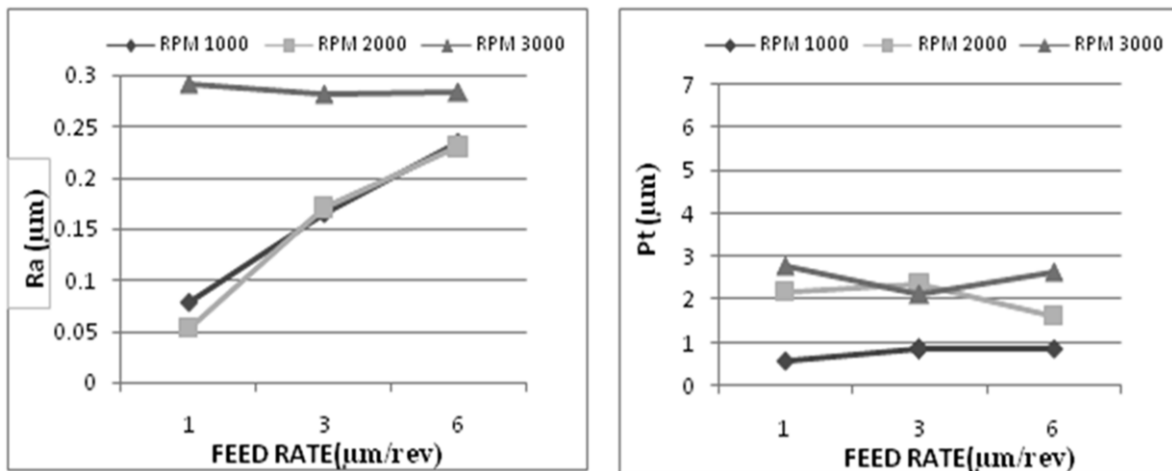 RPM 1000 RPM 2000 RPM 3000
0.3
0.25
0.2
0.15
0.1
0.05
0
Ra (μm)
1 3 6
FEED RATE(μm/rev)
RPM 1000 RPM 2000 RPM 3000
7
6
5
4
3
2
1
0
Pt (μm)
1 3 6
FEED RATE(μm/rev)